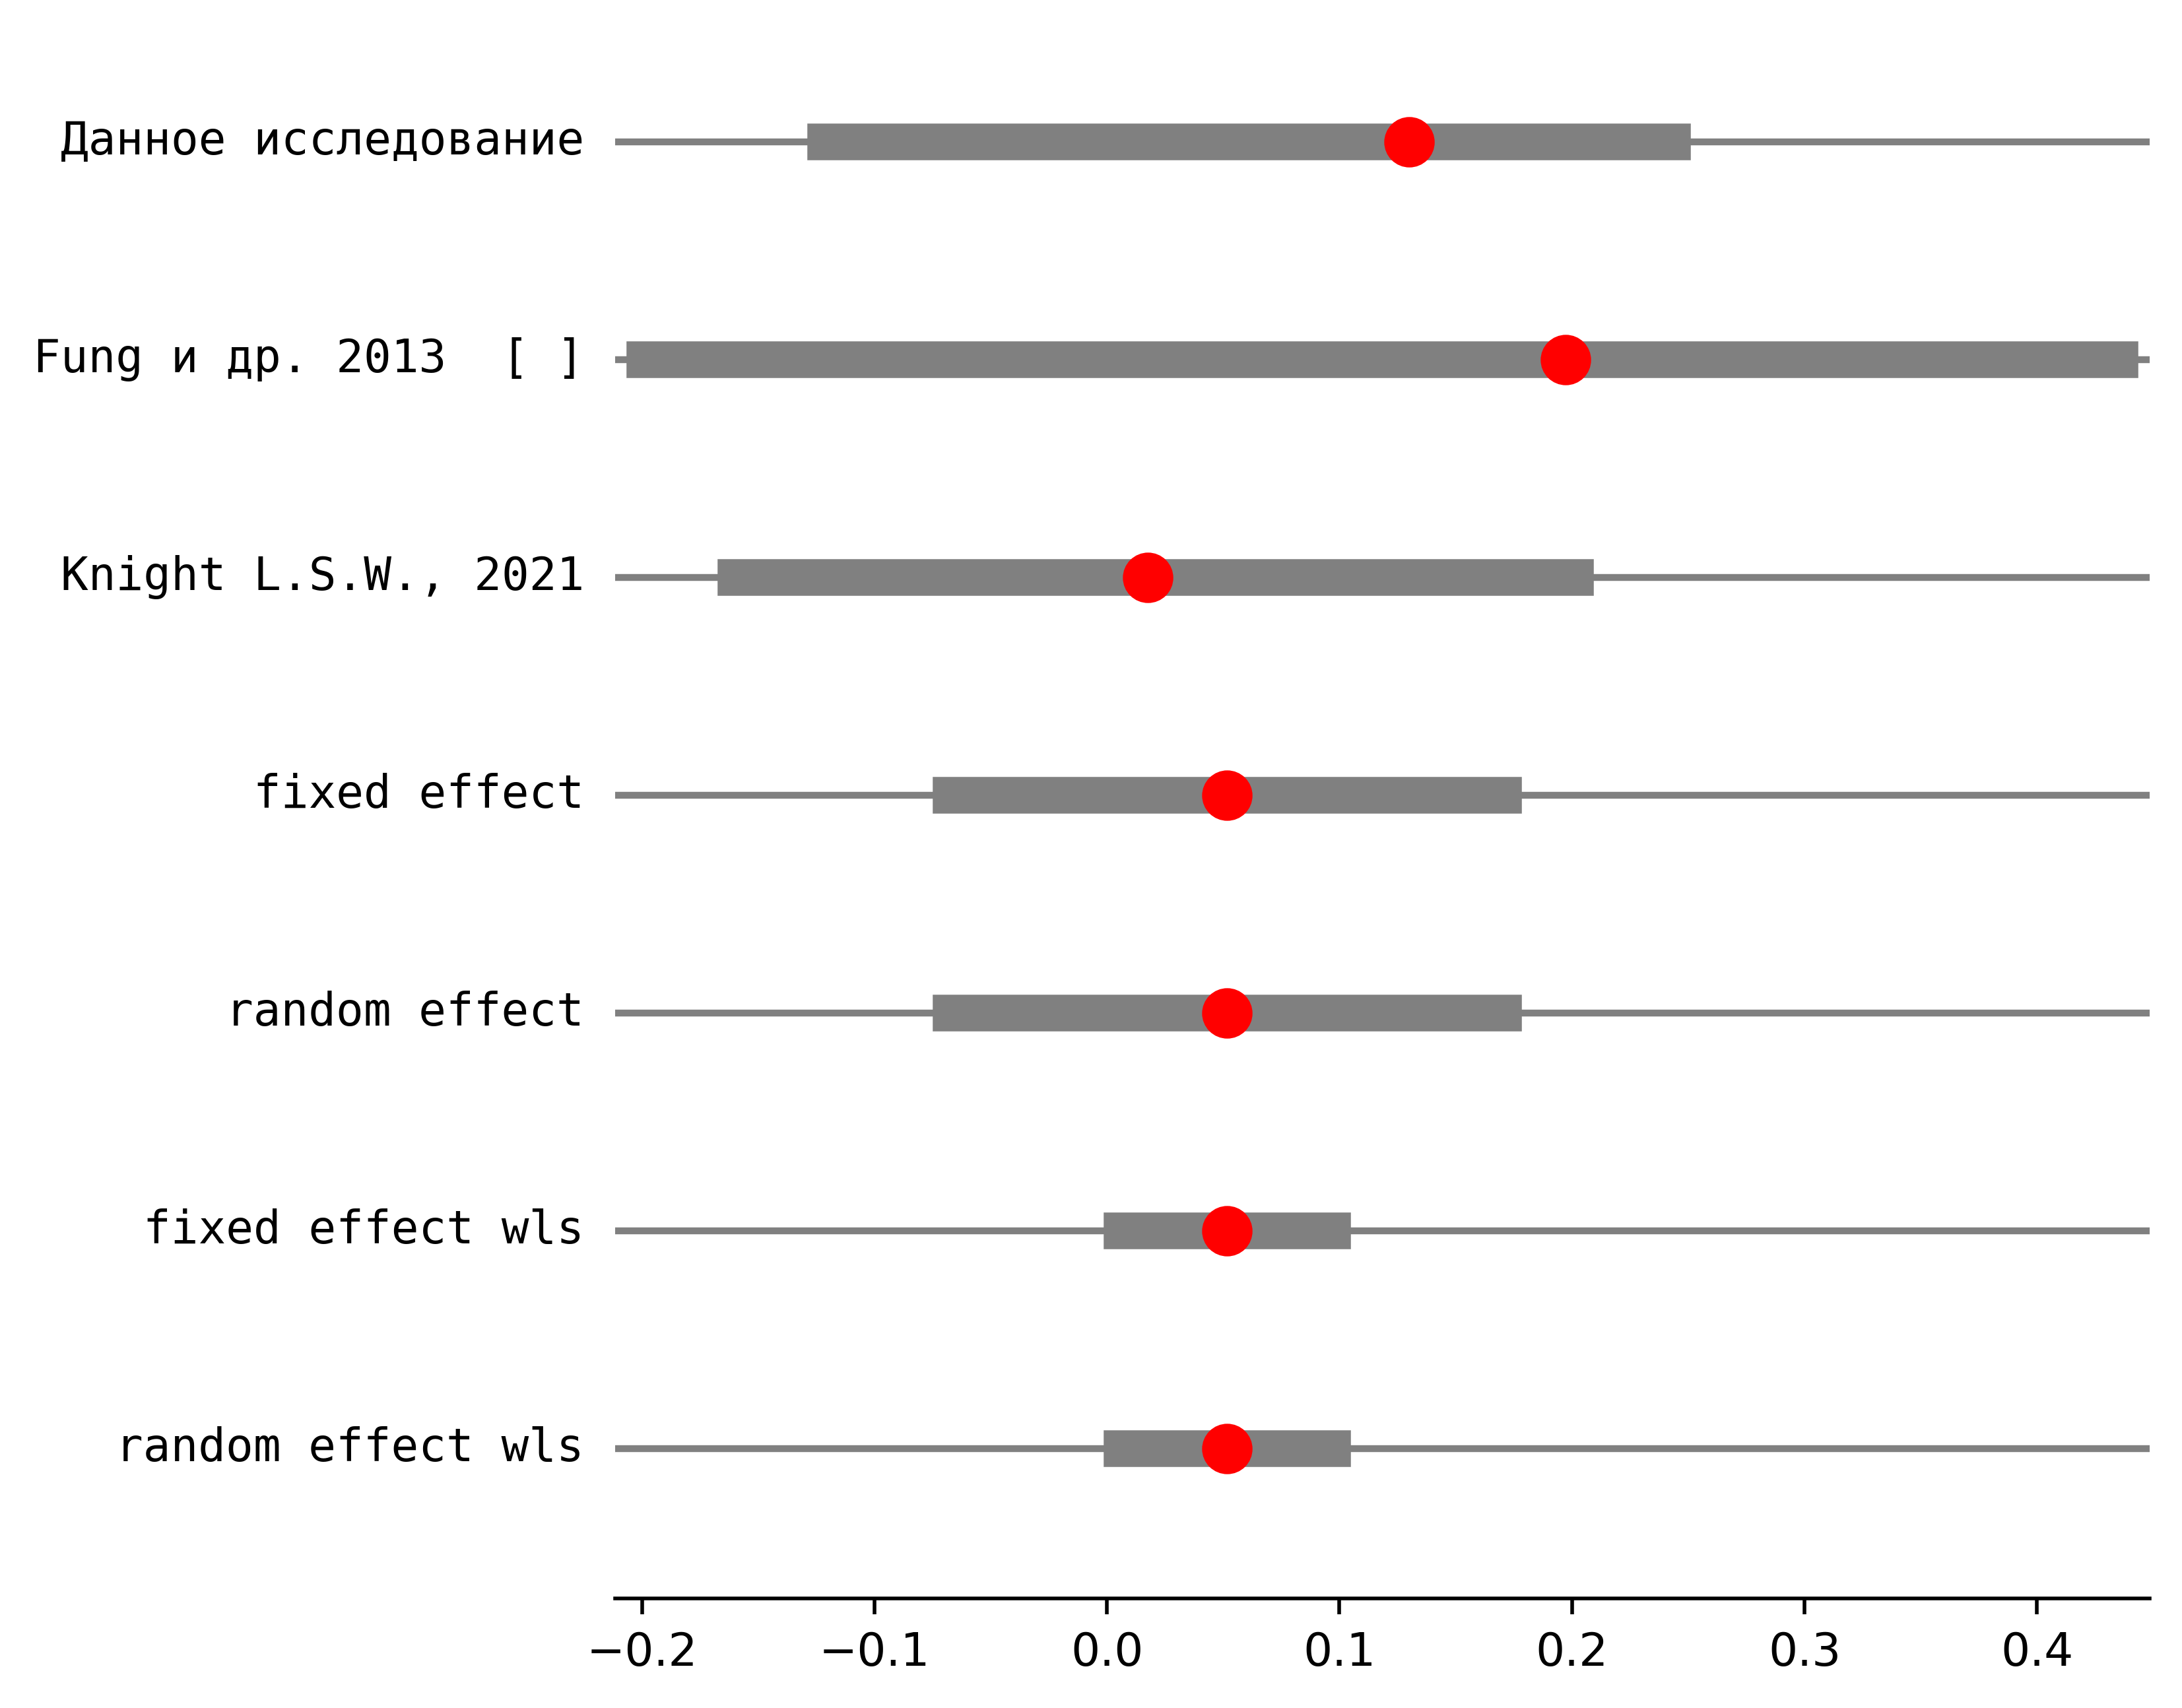 Данное исследование
Fung и др. 2013  [ ]
Knight L.S.W., 2021
fixed effect
random effect
fixed effect wls
random effect wls
−0.2 −0.1 0.0 0.1 0.2 0.3 0.4